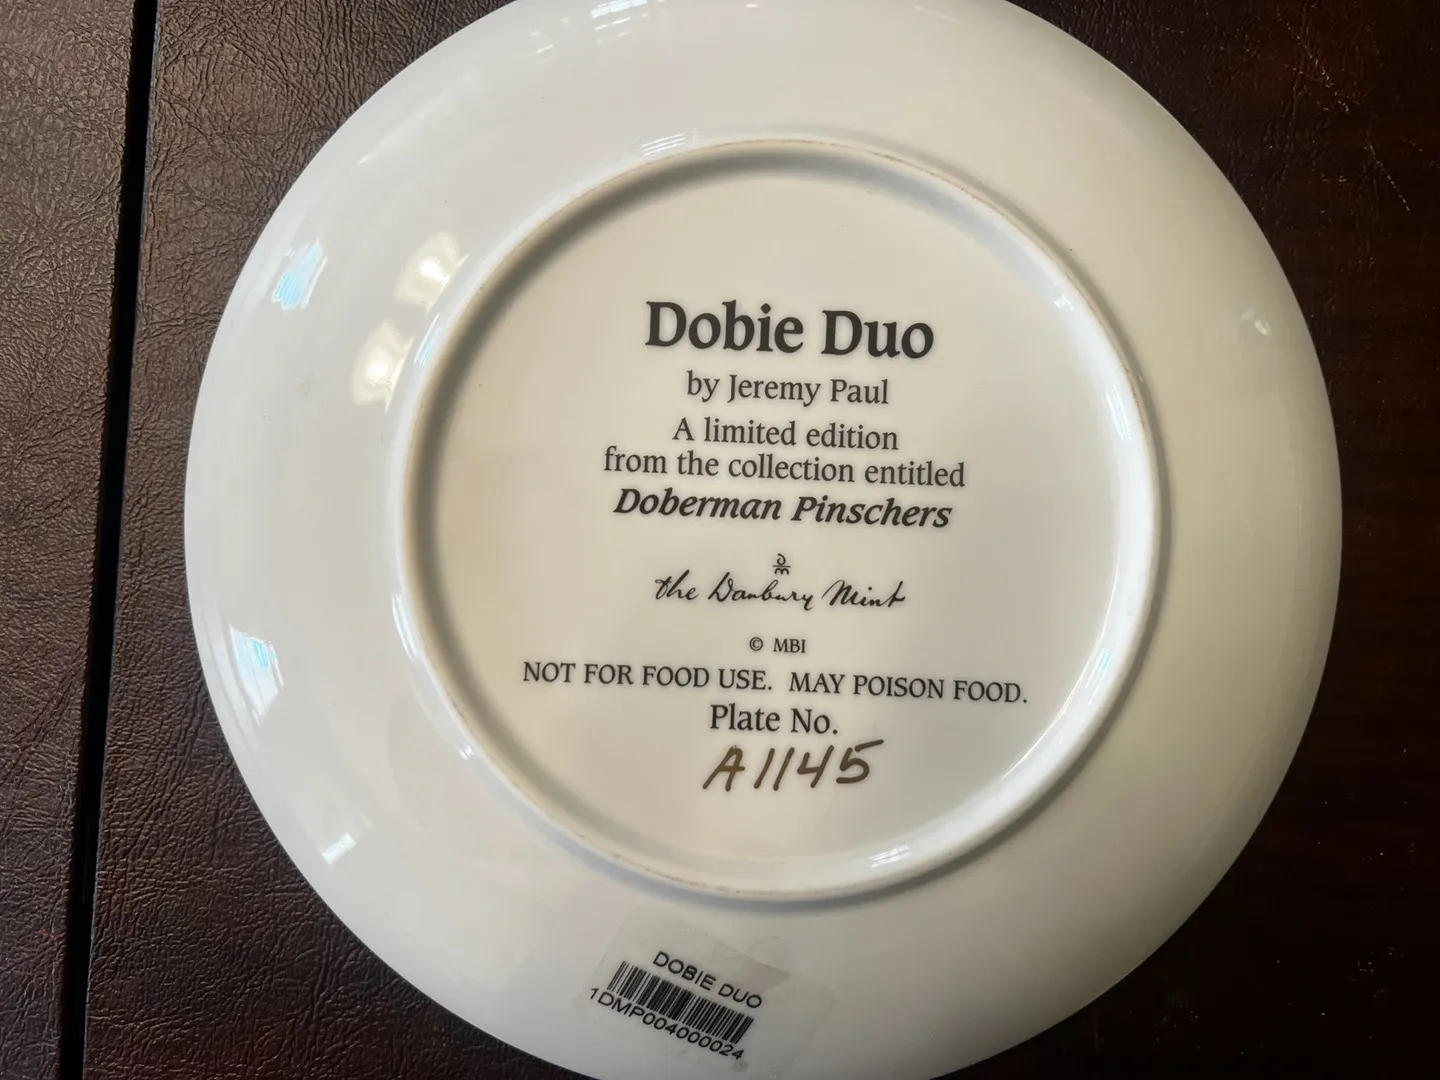 Dobie Duo
by Jeremy Paul
A limited edition
from the collection entitled
Doberman Pinschers
the Danbury Mint
© MBI
NOT FOR FOOD USE. MAY POISON FOOD.
Plate No.
A1145
DOBIE DUO
1DMP004000024